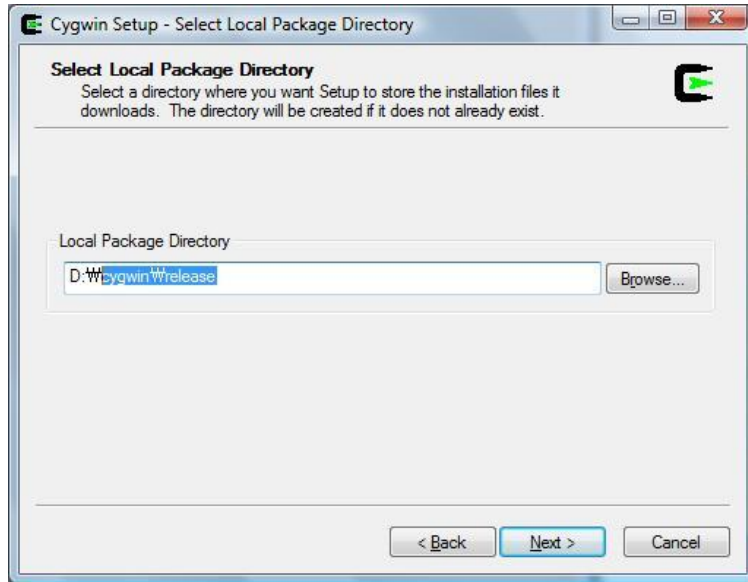 Cygwin Setup - Select Local Package Directory
Select Local Package Directory
Select a directory where you want Setup to store the installation files it
downloads. The directory will be created if it does not already exist.
Local Package Directory
D:₩cygwin₩release
Browse...
< Back
Next >
Cancel